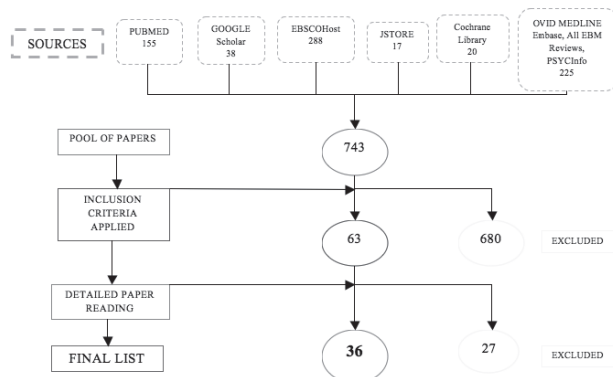 SOURCES
PUBMED
155
GOOGLE
Scholar
38
EBSCOHost
288
JSTORE
17
Cochrane
Library
20
OVID MEDLINE
Embase, All EBM
Reviews,
PSYCInfo
225
POOL OF PAPERS
743
INCLUSION
CRITERIA
APPLIED
63
680
EXCLUDED
DETAILED PAPER
READING
FINAL LIST
36
27
EXCLUDED